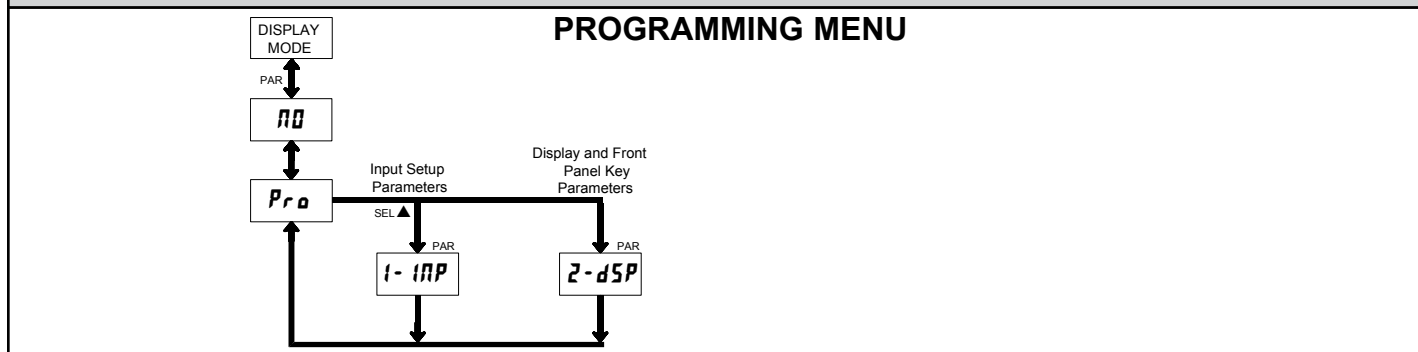 PROGRAMMING MENU
DISPLAY
MODE
PAR
NO
Pro
Input Setup
Parameters
Display and Front
Panel Key
Parameters
SEL▲
PAR
PAR
1-INP
2-dSP